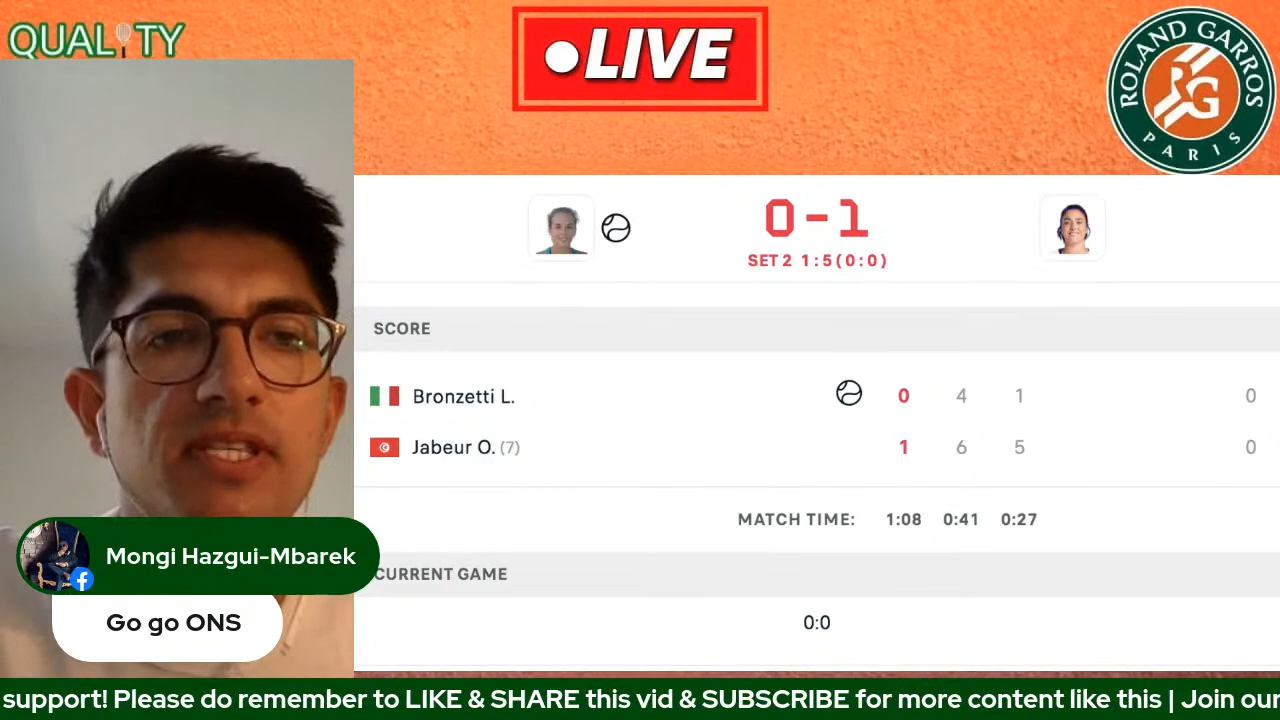 QUALITY
LIVE
ROLAND GARROS
RG
PARIS
0-1
SET 2 1:5(0:0)
SCORE
Bronzetti L. 0 4 1 0
Jabeur O. (7) 1 6 5 0
MATCH TIME: 1:08 0:41 0:27
Mongi Hazgui-Mbarek
CURRENT GAME
Go go ONS
0:0
support! Please do remember to LIKE & SHARE this vid & SUBSCRIBE for more content like this | Join our